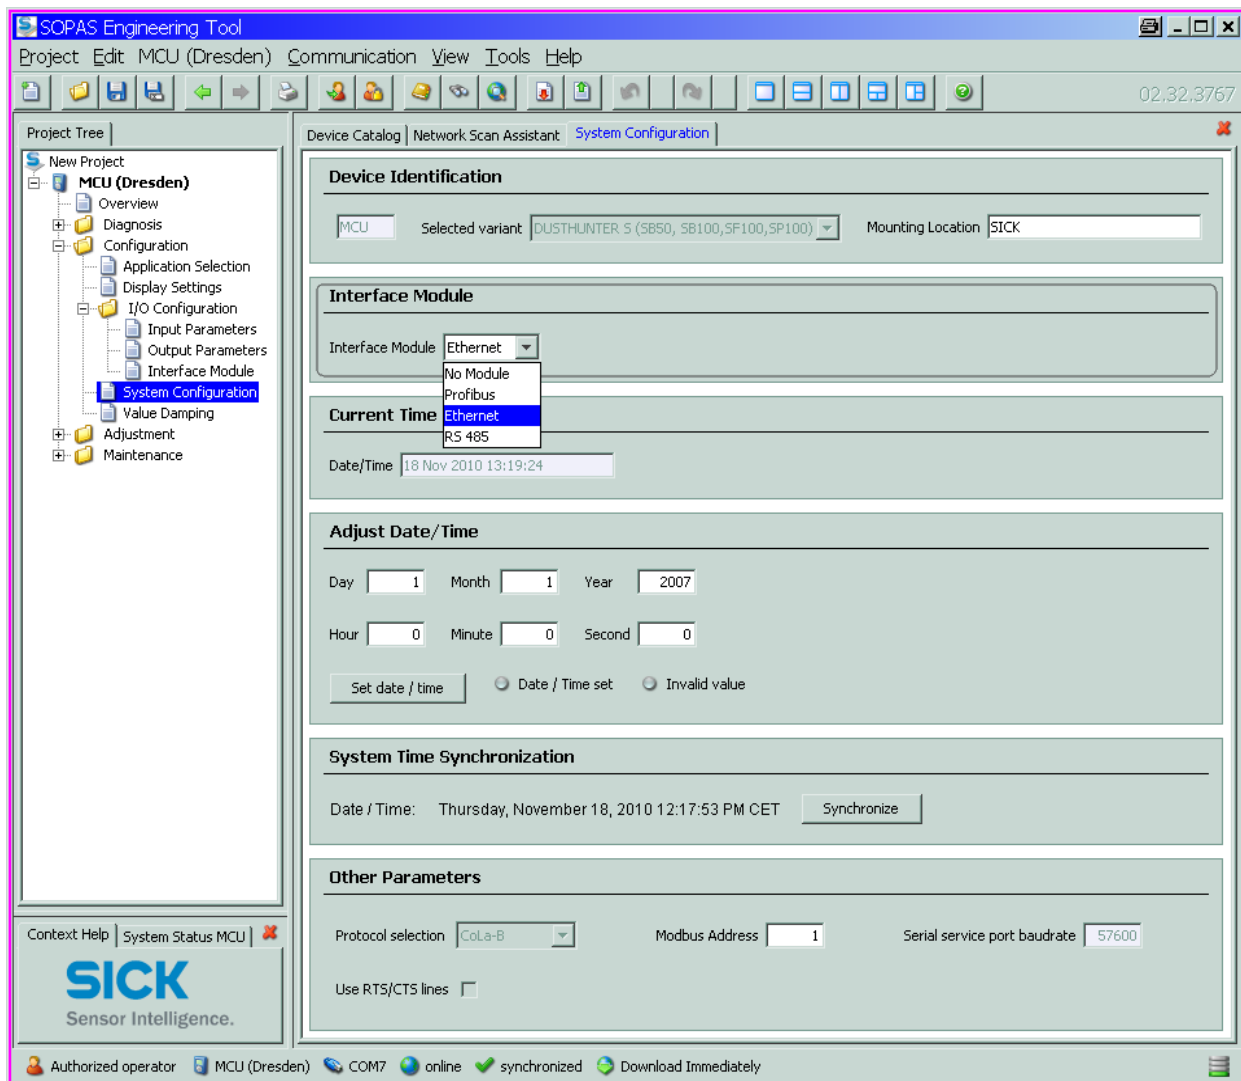 SOPAS Engineering Tool
Project Edit MCU (Dresden) Communication View Tools Help
02.32.3767
Project Tree
Device Catalog Network Scan Assistant System Configuration
New Project
MCU (Dresden)
Overview
Diagnosis
Configuration
Application Selection
Display Settings
I/O Configuration
Input Parameters
Output Parameters
Interface Module
System Configuration
Value Damping
Adjustment
Maintenance
Device Identification
MCU Selected variant DUSTHUNTER S (SB50, SB100,SF100,SP100) Mounting Location SICK
Interface Module
Interface Module Ethernet
No Module
Profibus
Ethernet
RS 485
Current Time
Date/Time 18 Nov 2010 13:19:24
Adjust Date/Time
Day 1 Month 1 Year 2007
Hour 0 Minute 0 Second 0
Set date / time Date / Time set Invalid value
System Time Synchronization
Date / Time: Thursday, November 18, 2010 12:17:53 PM CET Synchronize
Other Parameters
Protocol selection CoLa-B Modbus Address 1 Serial service port baudrate 57600
Use RTS/CTS lines
Context Help System Status MCU
SICK
Sensor Intelligence.
Authorized operator MCU (Dresden) COM7 online synchronized Download Immediately